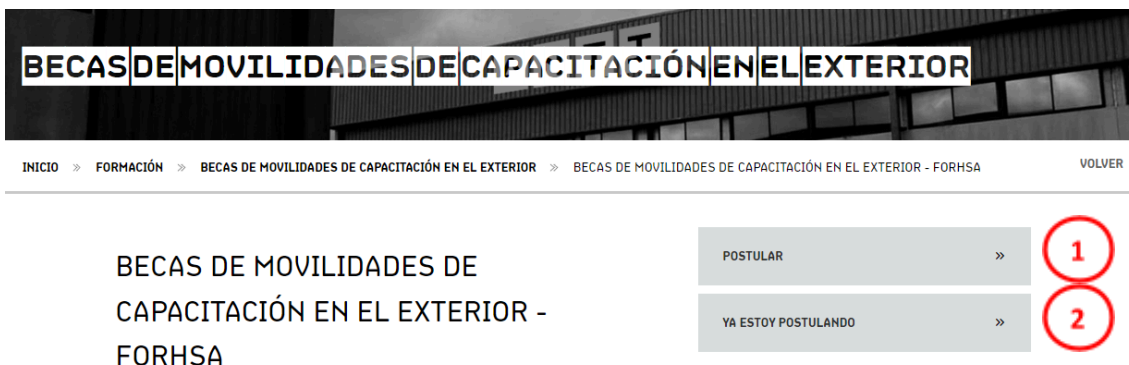 BECAS DE MOVILIDADES DE CAPACITACIÓN EN EL EXTERIOR
INICIO » FORMACIÓN » BECAS DE MOVILIDADES DE CAPACITACIÓN EN EL EXTERIOR » BECAS DE MOVILIDADES DE CAPACITACIÓN EN EL EXTERIOR - FORHSA VOLVER
BECAS DE MOVILIDADES DE
CAPACITACIÓN EN EL EXTERIOR -
FORHSA
POSTULAR » 1
YA ESTOY POSTULANDO » 2